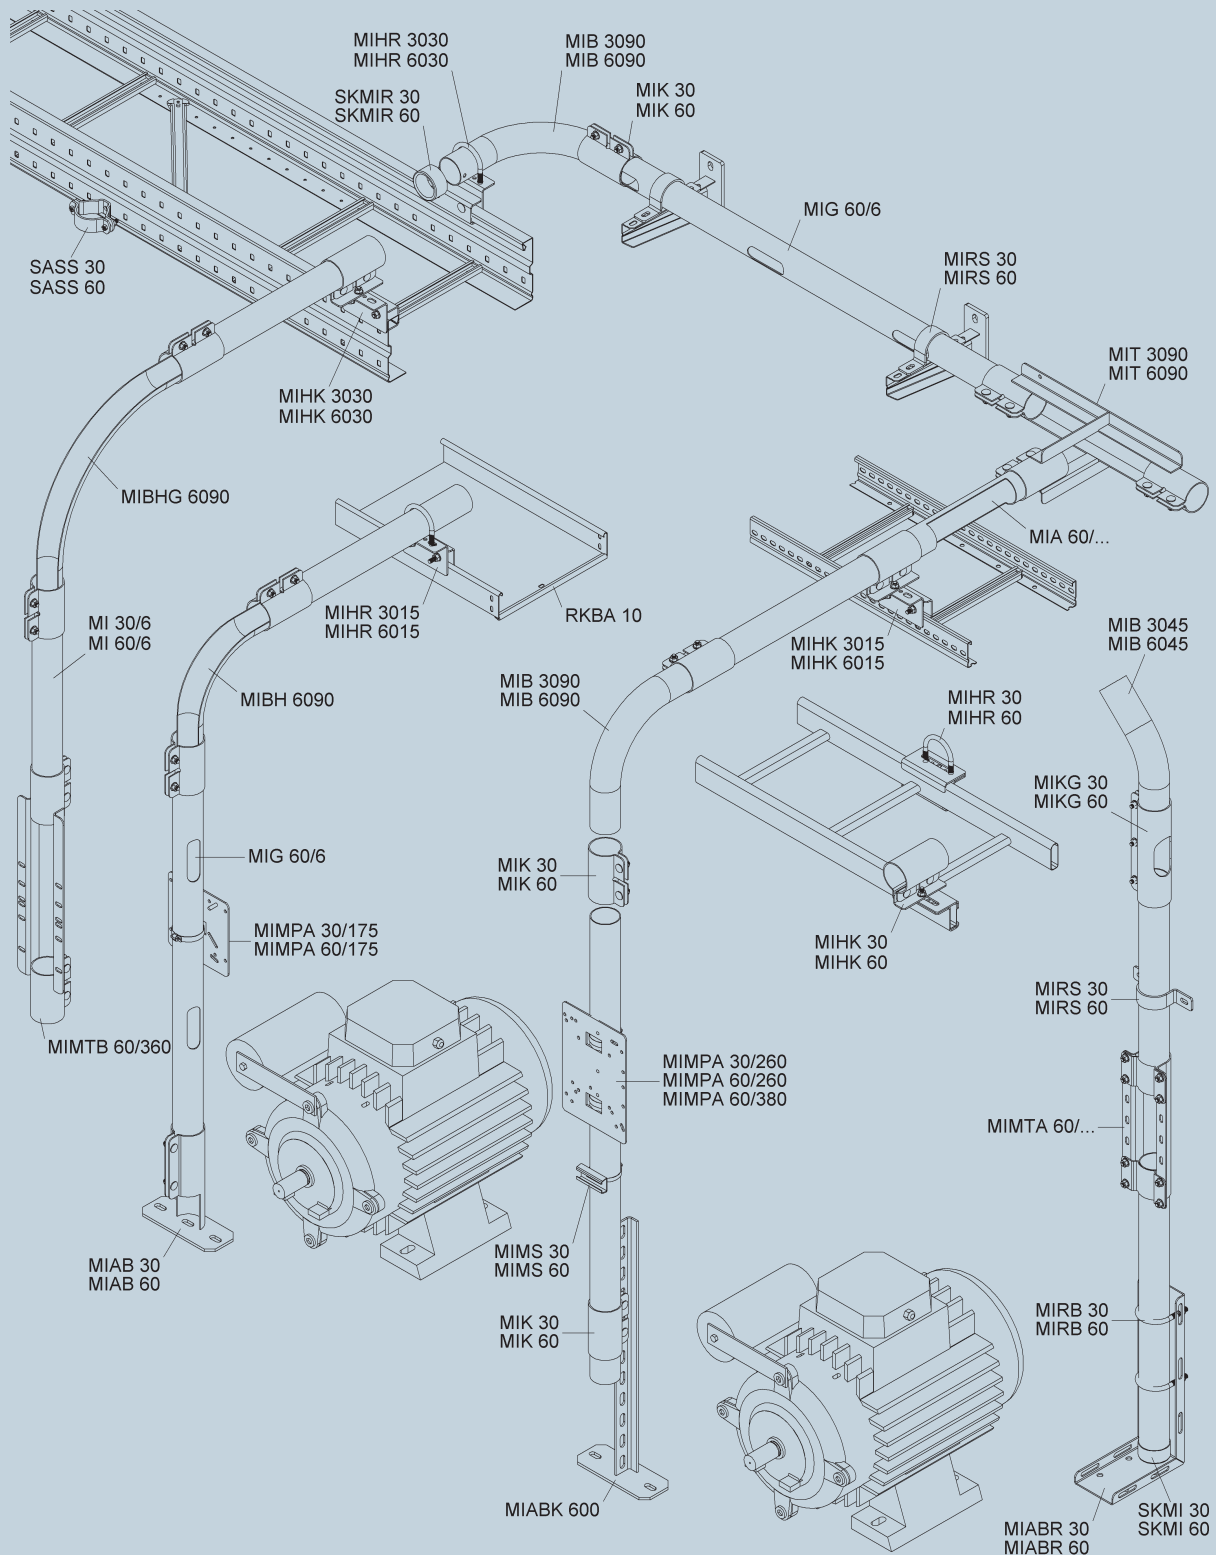 MIHR 3030
MIHR 6030
MIB 3090
MIB 6090
SKMIR 30
SKMIR 60
MIK 30
MIK 60
MIG 60/6
SASS 30
SASS 60
MIRS 30
MIRS 60
MIT 3090
MIT 6090
MIHK 3030
MIHK 6030
MIBHG 6090
MIA 60/...
MI 30/6
MI 60/6
MIHR 3015
MIHR 6015
RKBA 10
MIHK 3015
MIHK 6015
MIB 3045
MIB 6045
MIBH 6090
MIB 3090
MIB 6090
MIHR 30
MIHR 60
MIKG 30
MIKG 60
MIG 60/6
MIK 30
MIK 60
MIMPA 30/175
MIMPA 60/175
MIHK 30
MIHK 60
MIRS 30
MIRS 60
MIMTB 60/360
MIMPA 30/260
MIMPA 60/260
MIMPA 60/380
MIMTA 60/...
MIAB 30
MIAB 60
MIMS 30
MIMS 60
MIK 30
MIK 60
MIRB 30
MIRB 60
MIABK 600
SKMI 30
SKMI 60
MIABR 30
MIABR 60